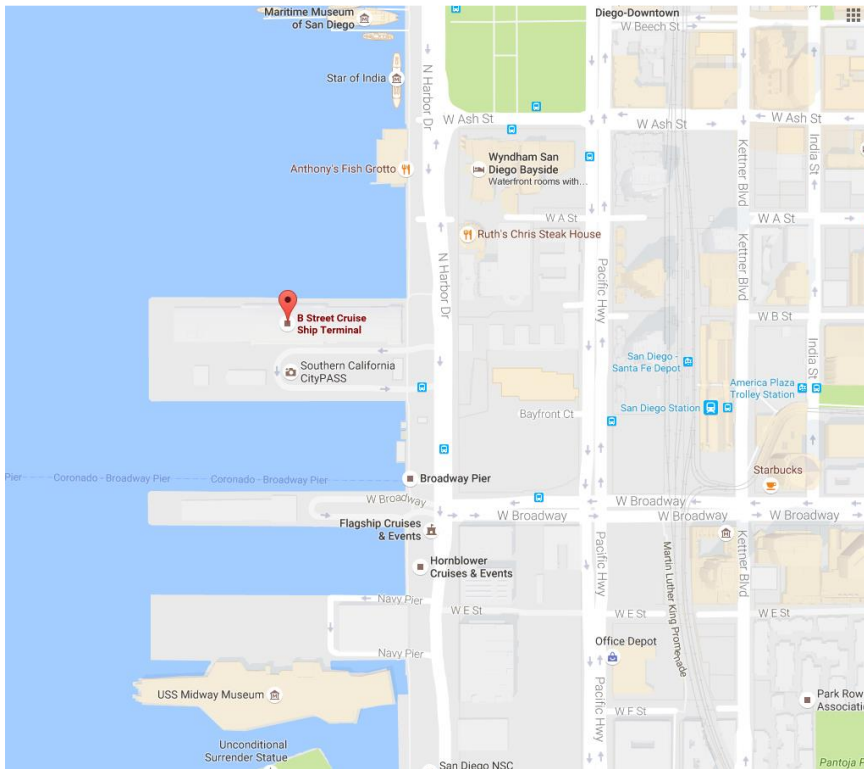 Maritime Museum
of San Diego
Diego-Downtown
W Beech St
Star of India
N Harbor Dr
W Ash St
W Ash St
W Ash St
Anthony's Fish Grotto
Wyndham San
Diego Bayside
Waterfront rooms with...
Kettner Blvd
India St
W A St
W A St
Ruth's Chris Steak House
N Harbor Dr
Pacific Hwy
Kettner Blvd
B Street Cruise
Ship Terminal
W B St
India St
Southern California
CityPASS
San Diego -
Santa Fe Depot
America Plaza
Trolley Station
San Diego Station
Bayfront Ct
Pier
Coronado - Broadway Pier
Coronado - Broadway Pier
Broadway Pier
Starbucks
W Broadway
W Broadway
W Broadway
W Broadway
W Broadway
Flagship Cruises
& Events
Hornblower
Cruises & Events
Pacific Hwy
Martin Luther King Promenade
Kettner Blvd
Navy Pier
W E St
W E St
W E St
Navy Pier
Office Depot
USS Midway Museum
Pacific Hwy
W F St
Park Row
Associati
Unconditional
Surrender Statue
San Diego NSC
Pantoja P